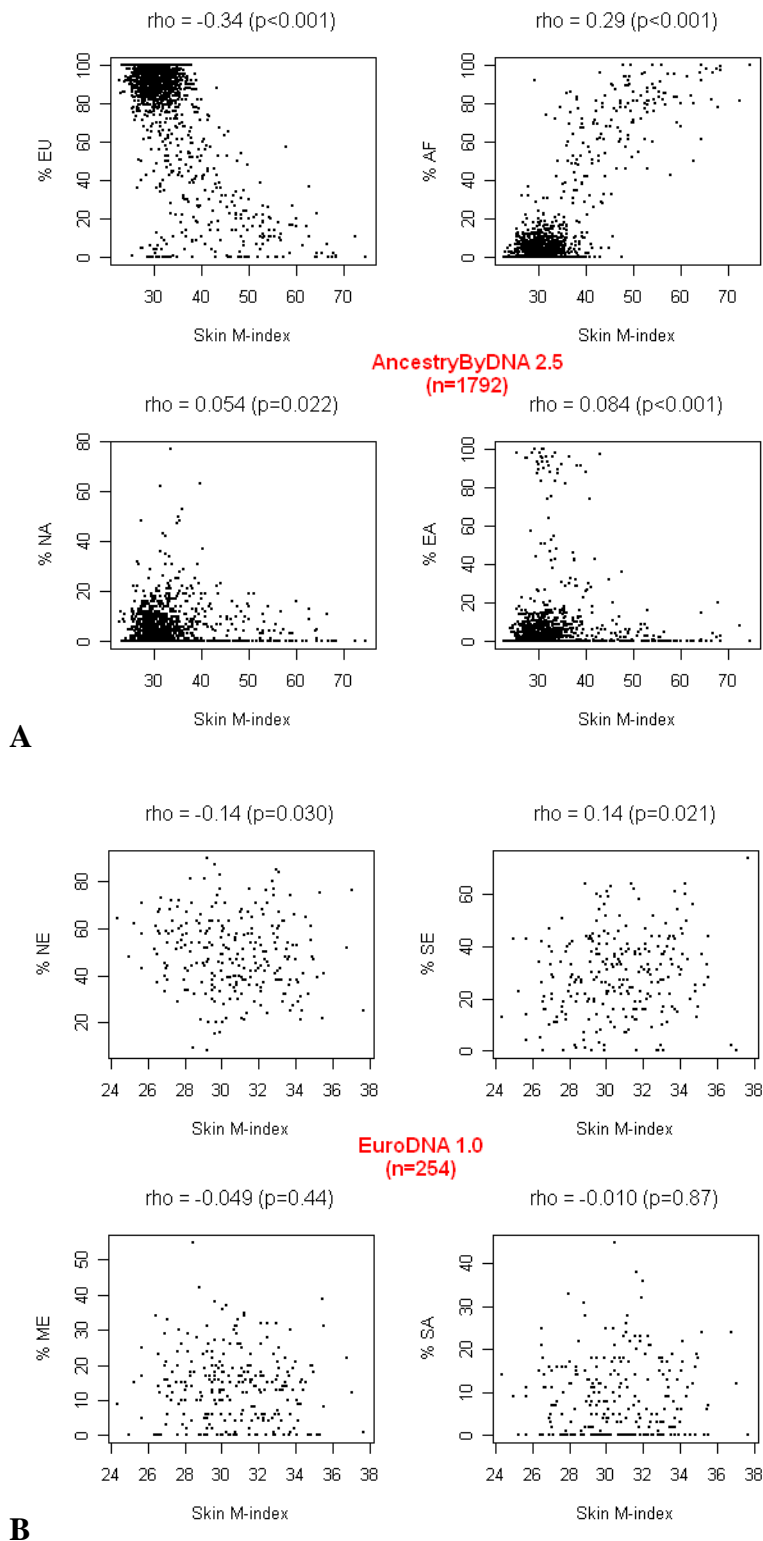 rho = -0.34 (p<0.001)
rho = 0.29 (p<0.001)
% EU
0 20 40 60 80 100
30 40 50 60 70
Skin M-index
% AF
0 20 40 60 80 100
30 40 50 60 70
Skin M-index
AncestryByDNA 2.5
(n=1792)
rho = 0.054 (p=0.022)
rho = 0.084 (p<0.001)
% NA
0 20 40 60 80
30 40 50 60 70
Skin M-index
% EA
0 20 40 60 80 100
30 40 50 60 70
Skin M-index
A
rho = -0.14 (p=0.030)
rho = 0.14 (p=0.021)
% NE
20 40 60 80
24 26 28 30 32 34 36 38
Skin M-index
% SE
0 20 40 60
24 26 28 30 32 34 36 38
Skin M-index
EuroDNA 1.0
(n=254)
rho = -0.049 (p=0.44)
rho = -0.010 (p=0.87)
% ME
0 10 20 30 40 50
24 26 28 30 32 34 36 38
Skin M-index
% SA
0 10 20 30 40
24 26 28 30 32 34 36 38
Skin M-index
B